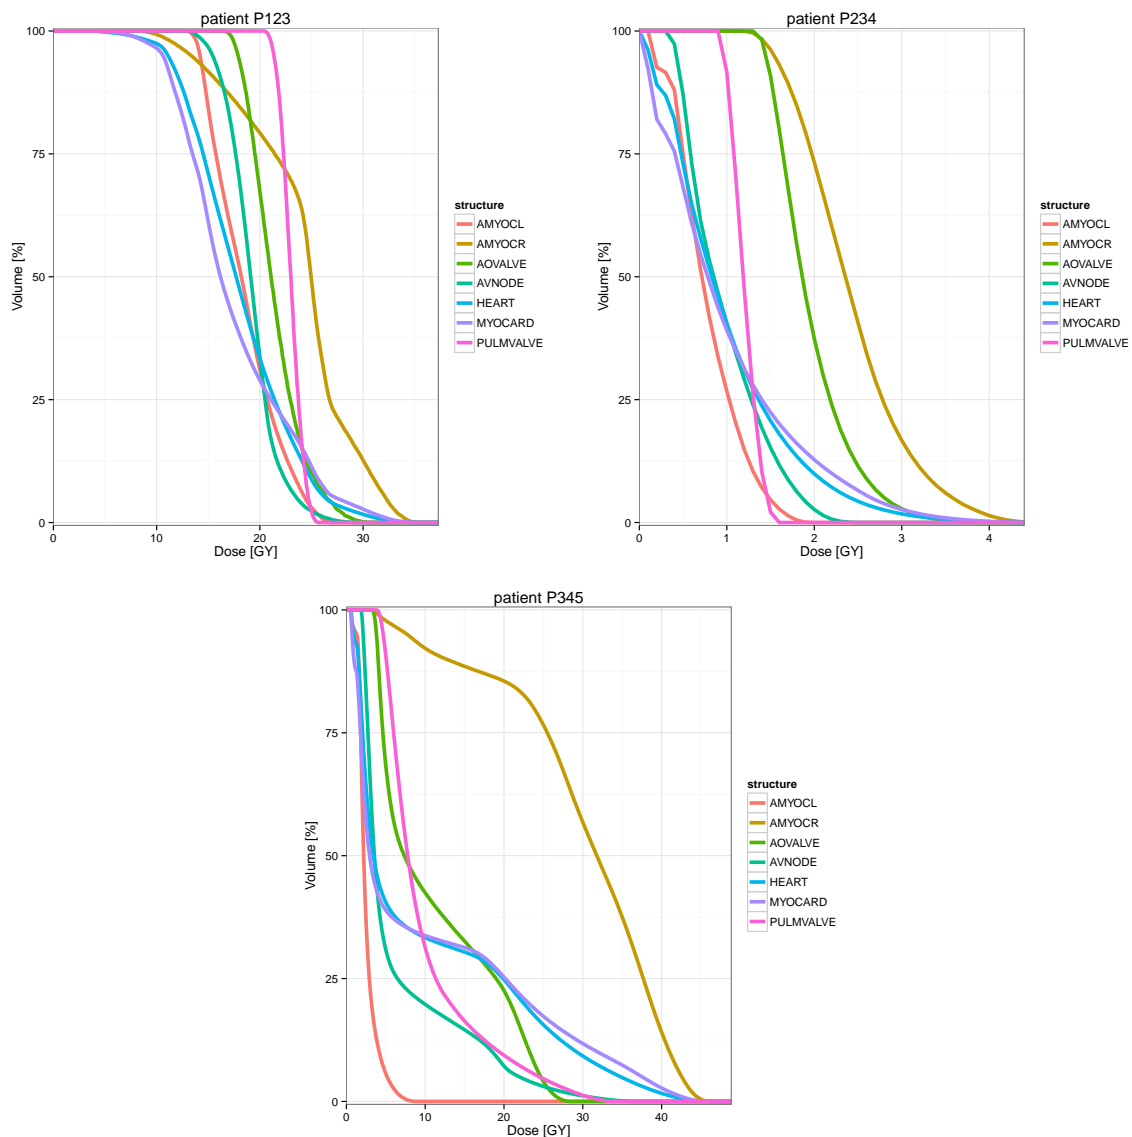 patient P123
Volume [%]
100
75
50
25
0
0 10 20 30
Dose [GY]
structure
AMYOCL
AMYOCR
AOVALVE
AVNODE
HEART
MYOCARD
PULMVALVE
patient P234
Volume [%]
100
75
50
25
0
0 1 2 3 4
Dose [GY]
structure
AMYOCL
AMYOCR
AOVALVE
AVNODE
HEART
MYOCARD
PULMVALVE
patient P345
Volume [%]
100
75
50
25
0
0 10 20 30 40
Dose [GY]
structure
AMYOCL
AMYOCR
AOVALVE
AVNODE
HEART
MYOCARD
PULMVALVE